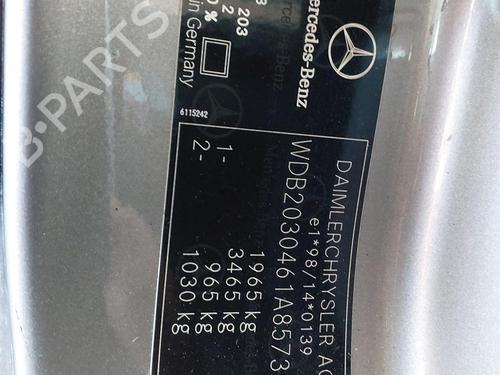 DAIMLERCHRYSLER AG
e1*98/14*0139
WDB2030461A8573
1965 kg
3465 kg
1- 965 kg
2- 1030 kg
Mercedes-Benz
203
2
0 %
in Germany
6115242
B-PARTS